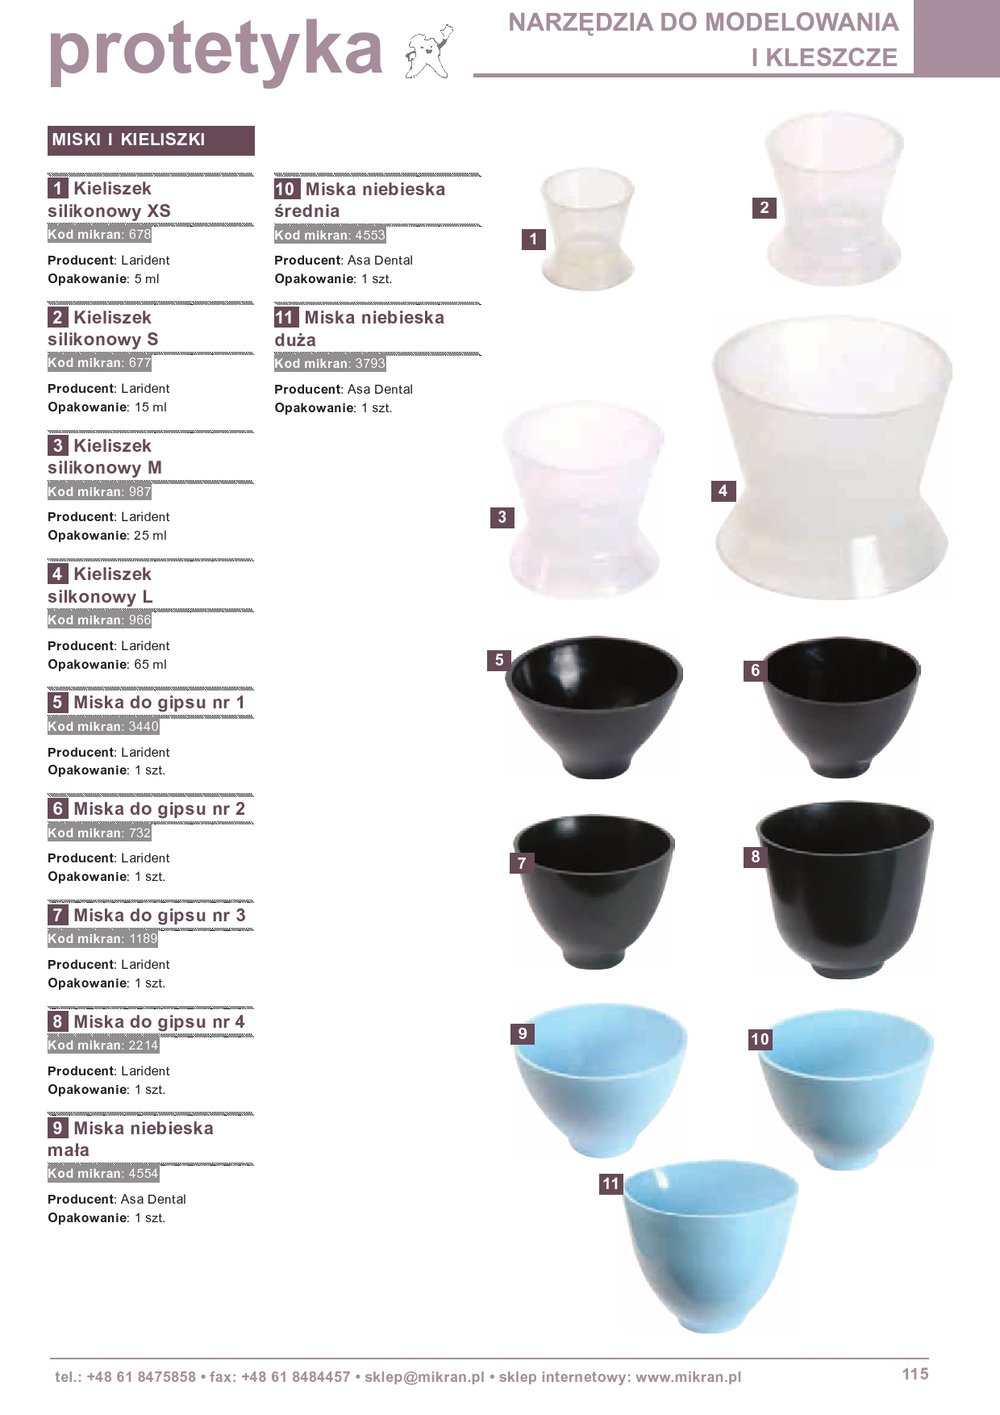 protetyka
NARZĘDZIA DO MODELOWANIA
I KLESZCZE
MISKI I KIELISZKI
1 Kieliszek
silikonowy XS
Kod mikran: 678
Producent: Larident
Opakowanie: 5 ml
2 Kieliszek
silikonowy S
Kod mikran: 677
Producent: Larident
Opakowanie: 15 ml
3 Kieliszek
silikonowy M
Kod mikran: 987
Producent: Larident
Opakowanie: 25 ml
4 Kieliszek
silkonowy L
Kod mikran: 966
Producent: Larident
Opakowanie: 65 ml
5 Miska do gipsu nr 1
Kod mikran: 3440
Producent: Larident
Opakowanie: 1 szt.
6 Miska do gipsu nr 2
Kod mikran: 732
Producent: Larident
Opakowanie: 1 szt.
7 Miska do gipsu nr 3
Kod mikran: 1189
Producent: Larident
Opakowanie: 1 szt.
8 Miska do gipsu nr 4
Kod mikran: 2214
Producent: Larident
Opakowanie: 1 szt.
9 Miska niebieska
mała
Kod mikran: 4554
Producent: Asa Dental
Opakowanie: 1 szt.
10 Miska niebieska
średnia
Kod mikran: 4553
Producent: Asa Dental
Opakowanie: 1 szt.
11 Miska niebieska
duża
Kod mikran: 3793
Producent: Asa Dental
Opakowanie: 1 szt.
1
2
3
4
5
6
7
8
9
10
11
tel.: +48 61 8475858 • fax: +48 61 8484457 • sklep@mikran.pl • sklep internetowy: www.mikran.pl
115